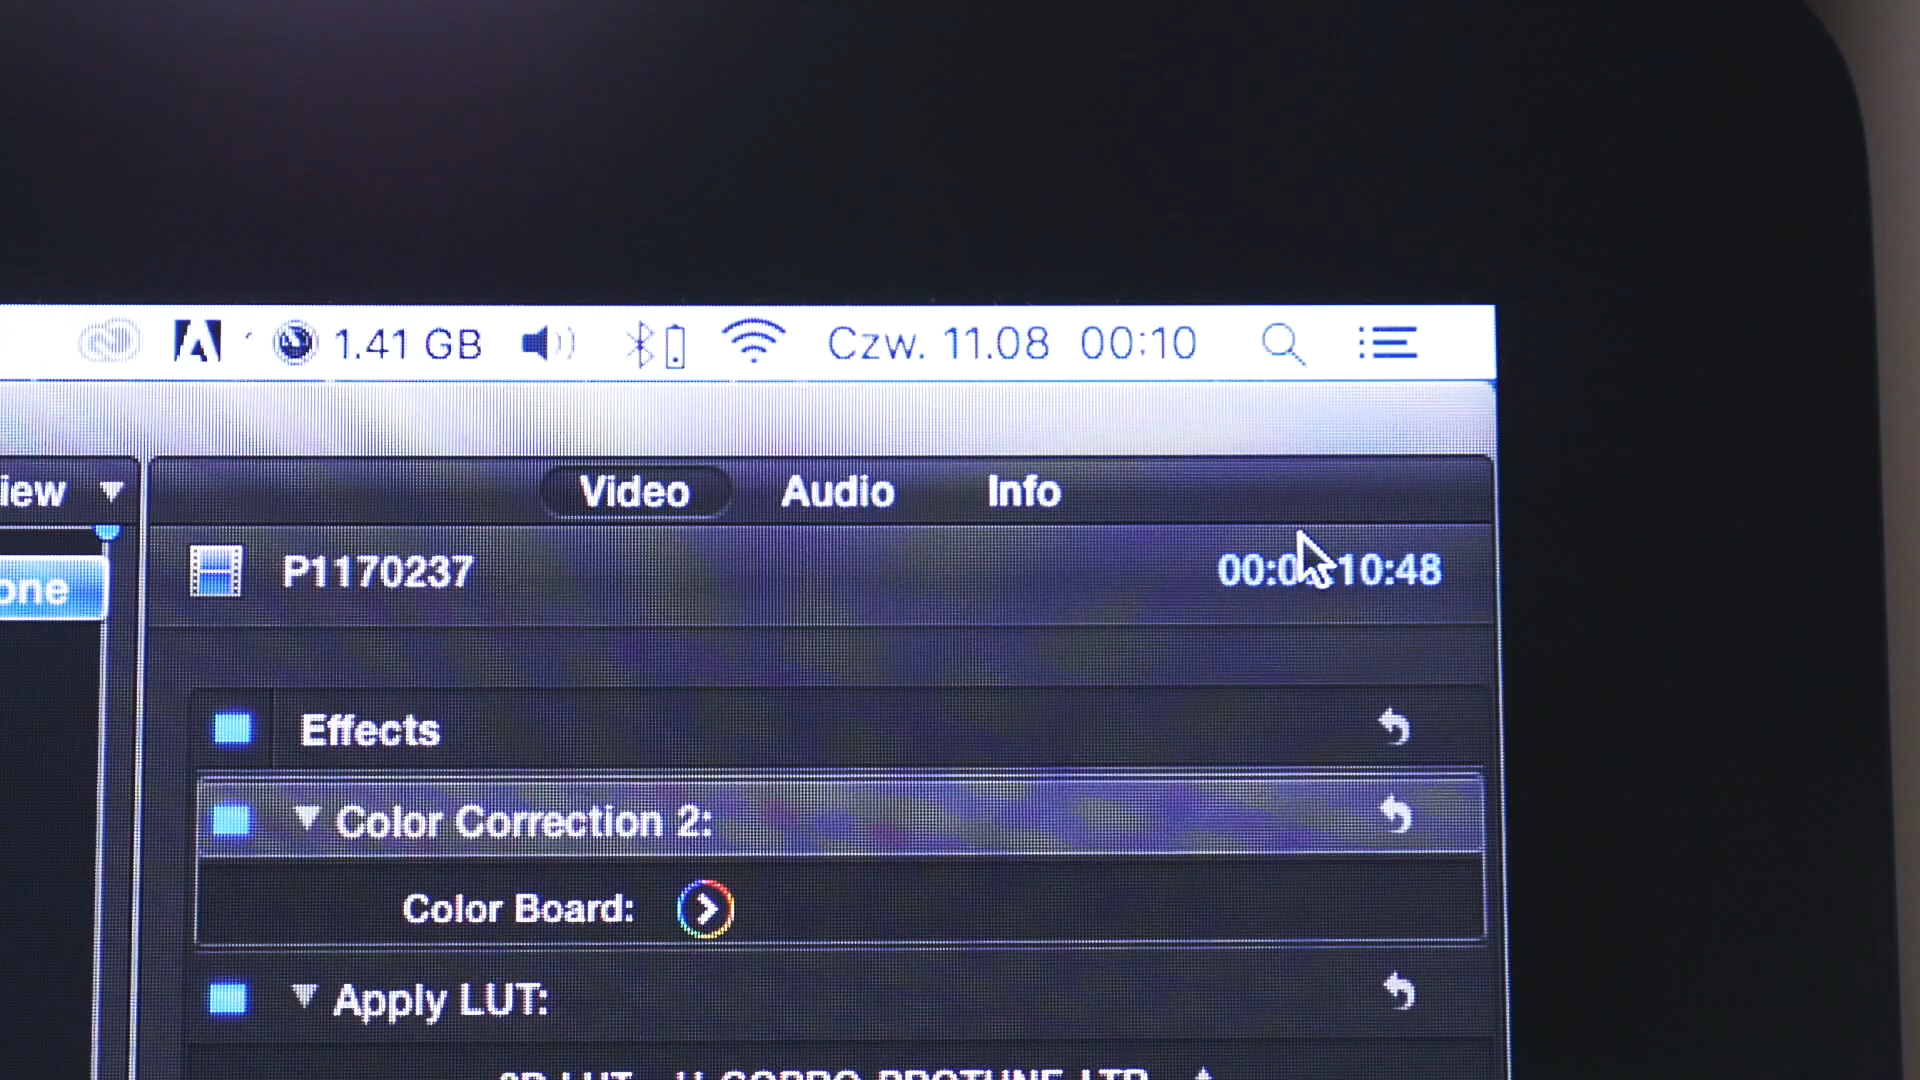 1.41 GB Czw. 11.08 00:10
iew Video Audio Info
one P1170237 10:48
Effects
Color Correction 2:
Color Board:
Apply LUT: